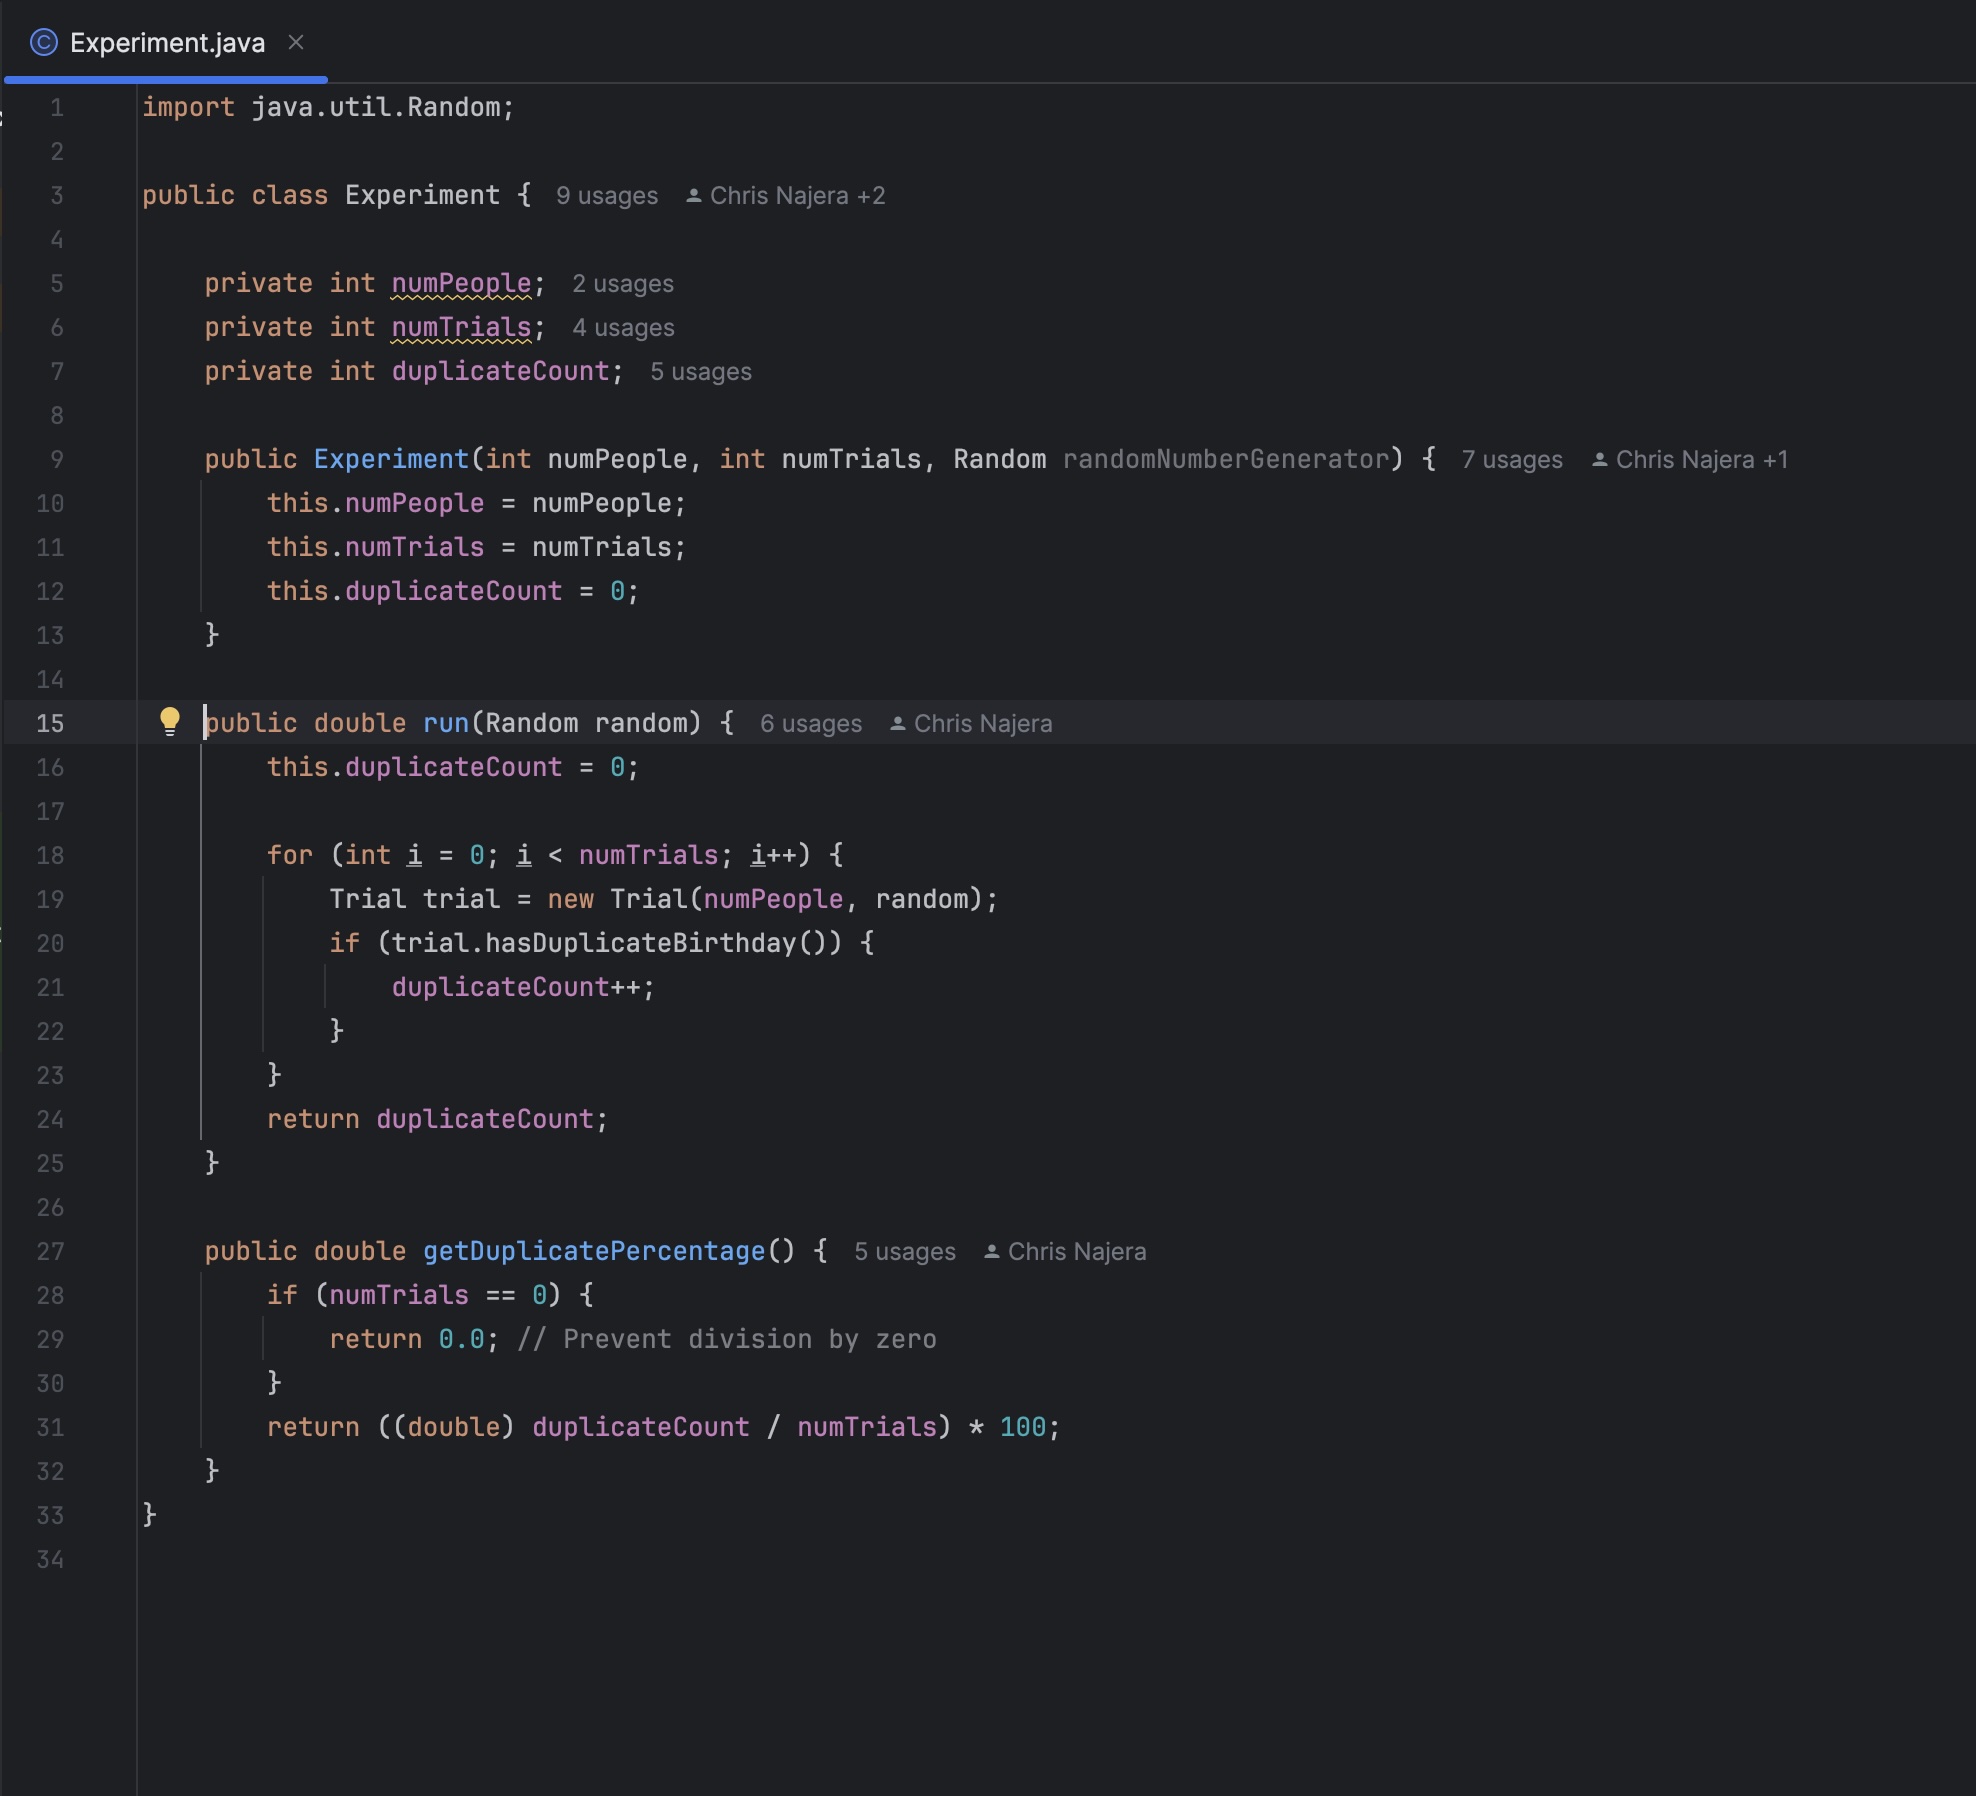 Experiment.java
1 import java.util.Random;
2
3 public class Experiment { 9 usages Chris Najera +2
4
5 private int numPeople; 2 usages
6 private int numTrials; 4 usages
7 private int duplicateCount; 5 usages
8
9 public Experiment(int numPeople, int numTrials, Random randomNumberGenerator) { 7 usages Chris Najera +1
10 this.numPeople = numPeople;
11 this.numTrials = numTrials;
12 this.duplicateCount = 0;
13 }
14
15 public double run(Random random) { 6 usages Chris Najera
16 this.duplicateCount = 0;
17
18 for (int i = 0; i < numTrials; i++) {
19 Trial trial = new Trial(numPeople, random);
20 if (trial.hasDuplicateBirthday()) {
21 duplicateCount++;
22 }
23 }
24 return duplicateCount;
25 }
26
27 public double getDuplicatePercentage() { 5 usages Chris Najera
28 if (numTrials == 0) {
29 return 0.0; // Prevent division by zero
30 }
31 return ((double) duplicateCount / numTrials) * 100;
32 }
33 }
34